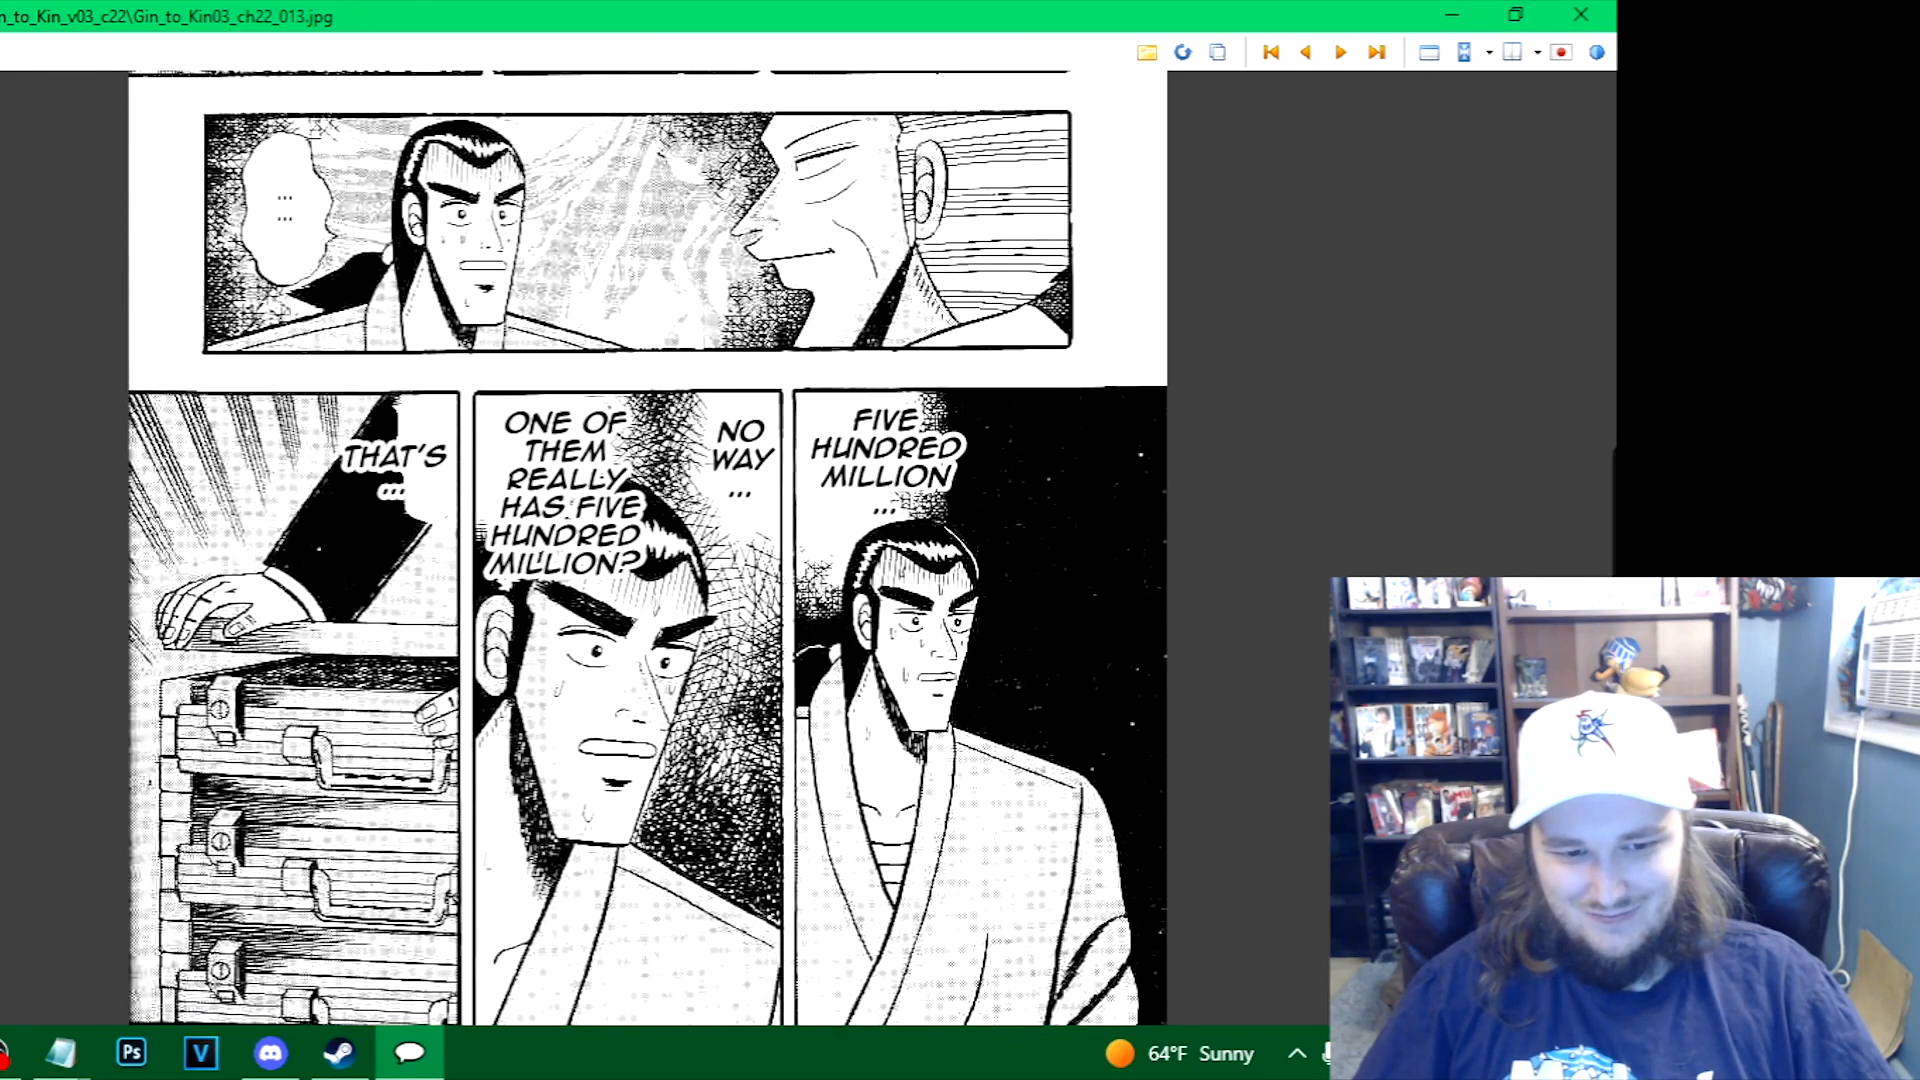 n_to_Kin_v03_c22\Gin_to_Kin03_ch22_013.jpg
...
...
FIVE
HUNDRED
MILLION
...
NO
WAY
...
ONE OF
THEM
REALLY
HAS FIVE
HUNDRED
MILLION?
THAT'S
...
Ps
V
64°F Sunny